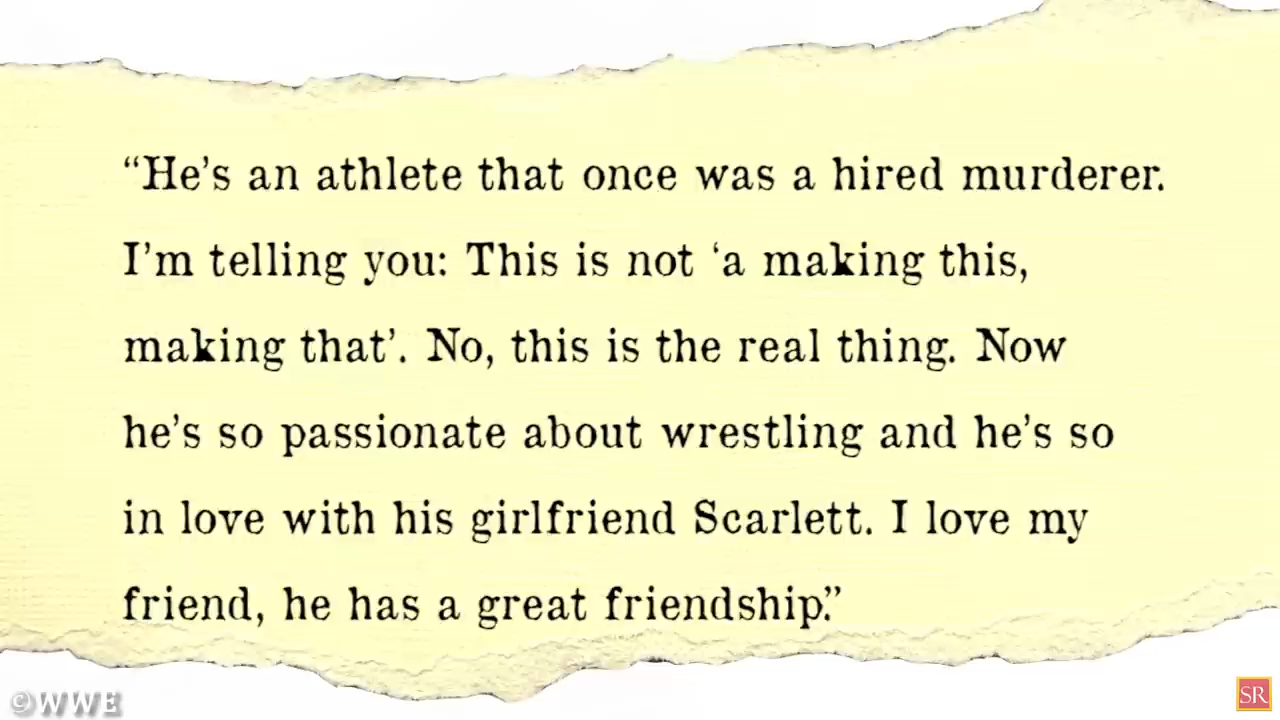 “He’s an athlete that once was a hired murderer.
I’m telling you: This is not ‘a making this,
making that’. No, this is the real thing. Now
he’s so passionate about wrestling and he’s so
in love with his girlfriend Scarlett. I love my
friend, he has a great friendship.”
©WWE
SR